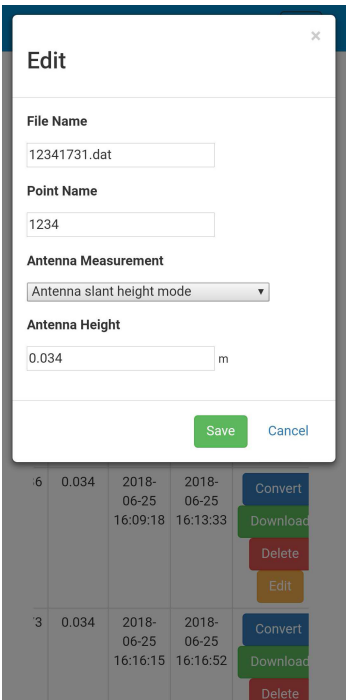 ×
Edit
File Name
12341731.dat
Point Name
1234
Antenna Measurement
Antenna slant height mode
Antenna Height
0.034 m
Save Cancel
6 0.034 2018- 2018- Convert
06-25 06-25
16:09:18 16:13:33 Download
Delete
Edit
3 0.034 2018- 2018- Convert
06-25 06-25
16:16:15 16:16:52 Download
Delete